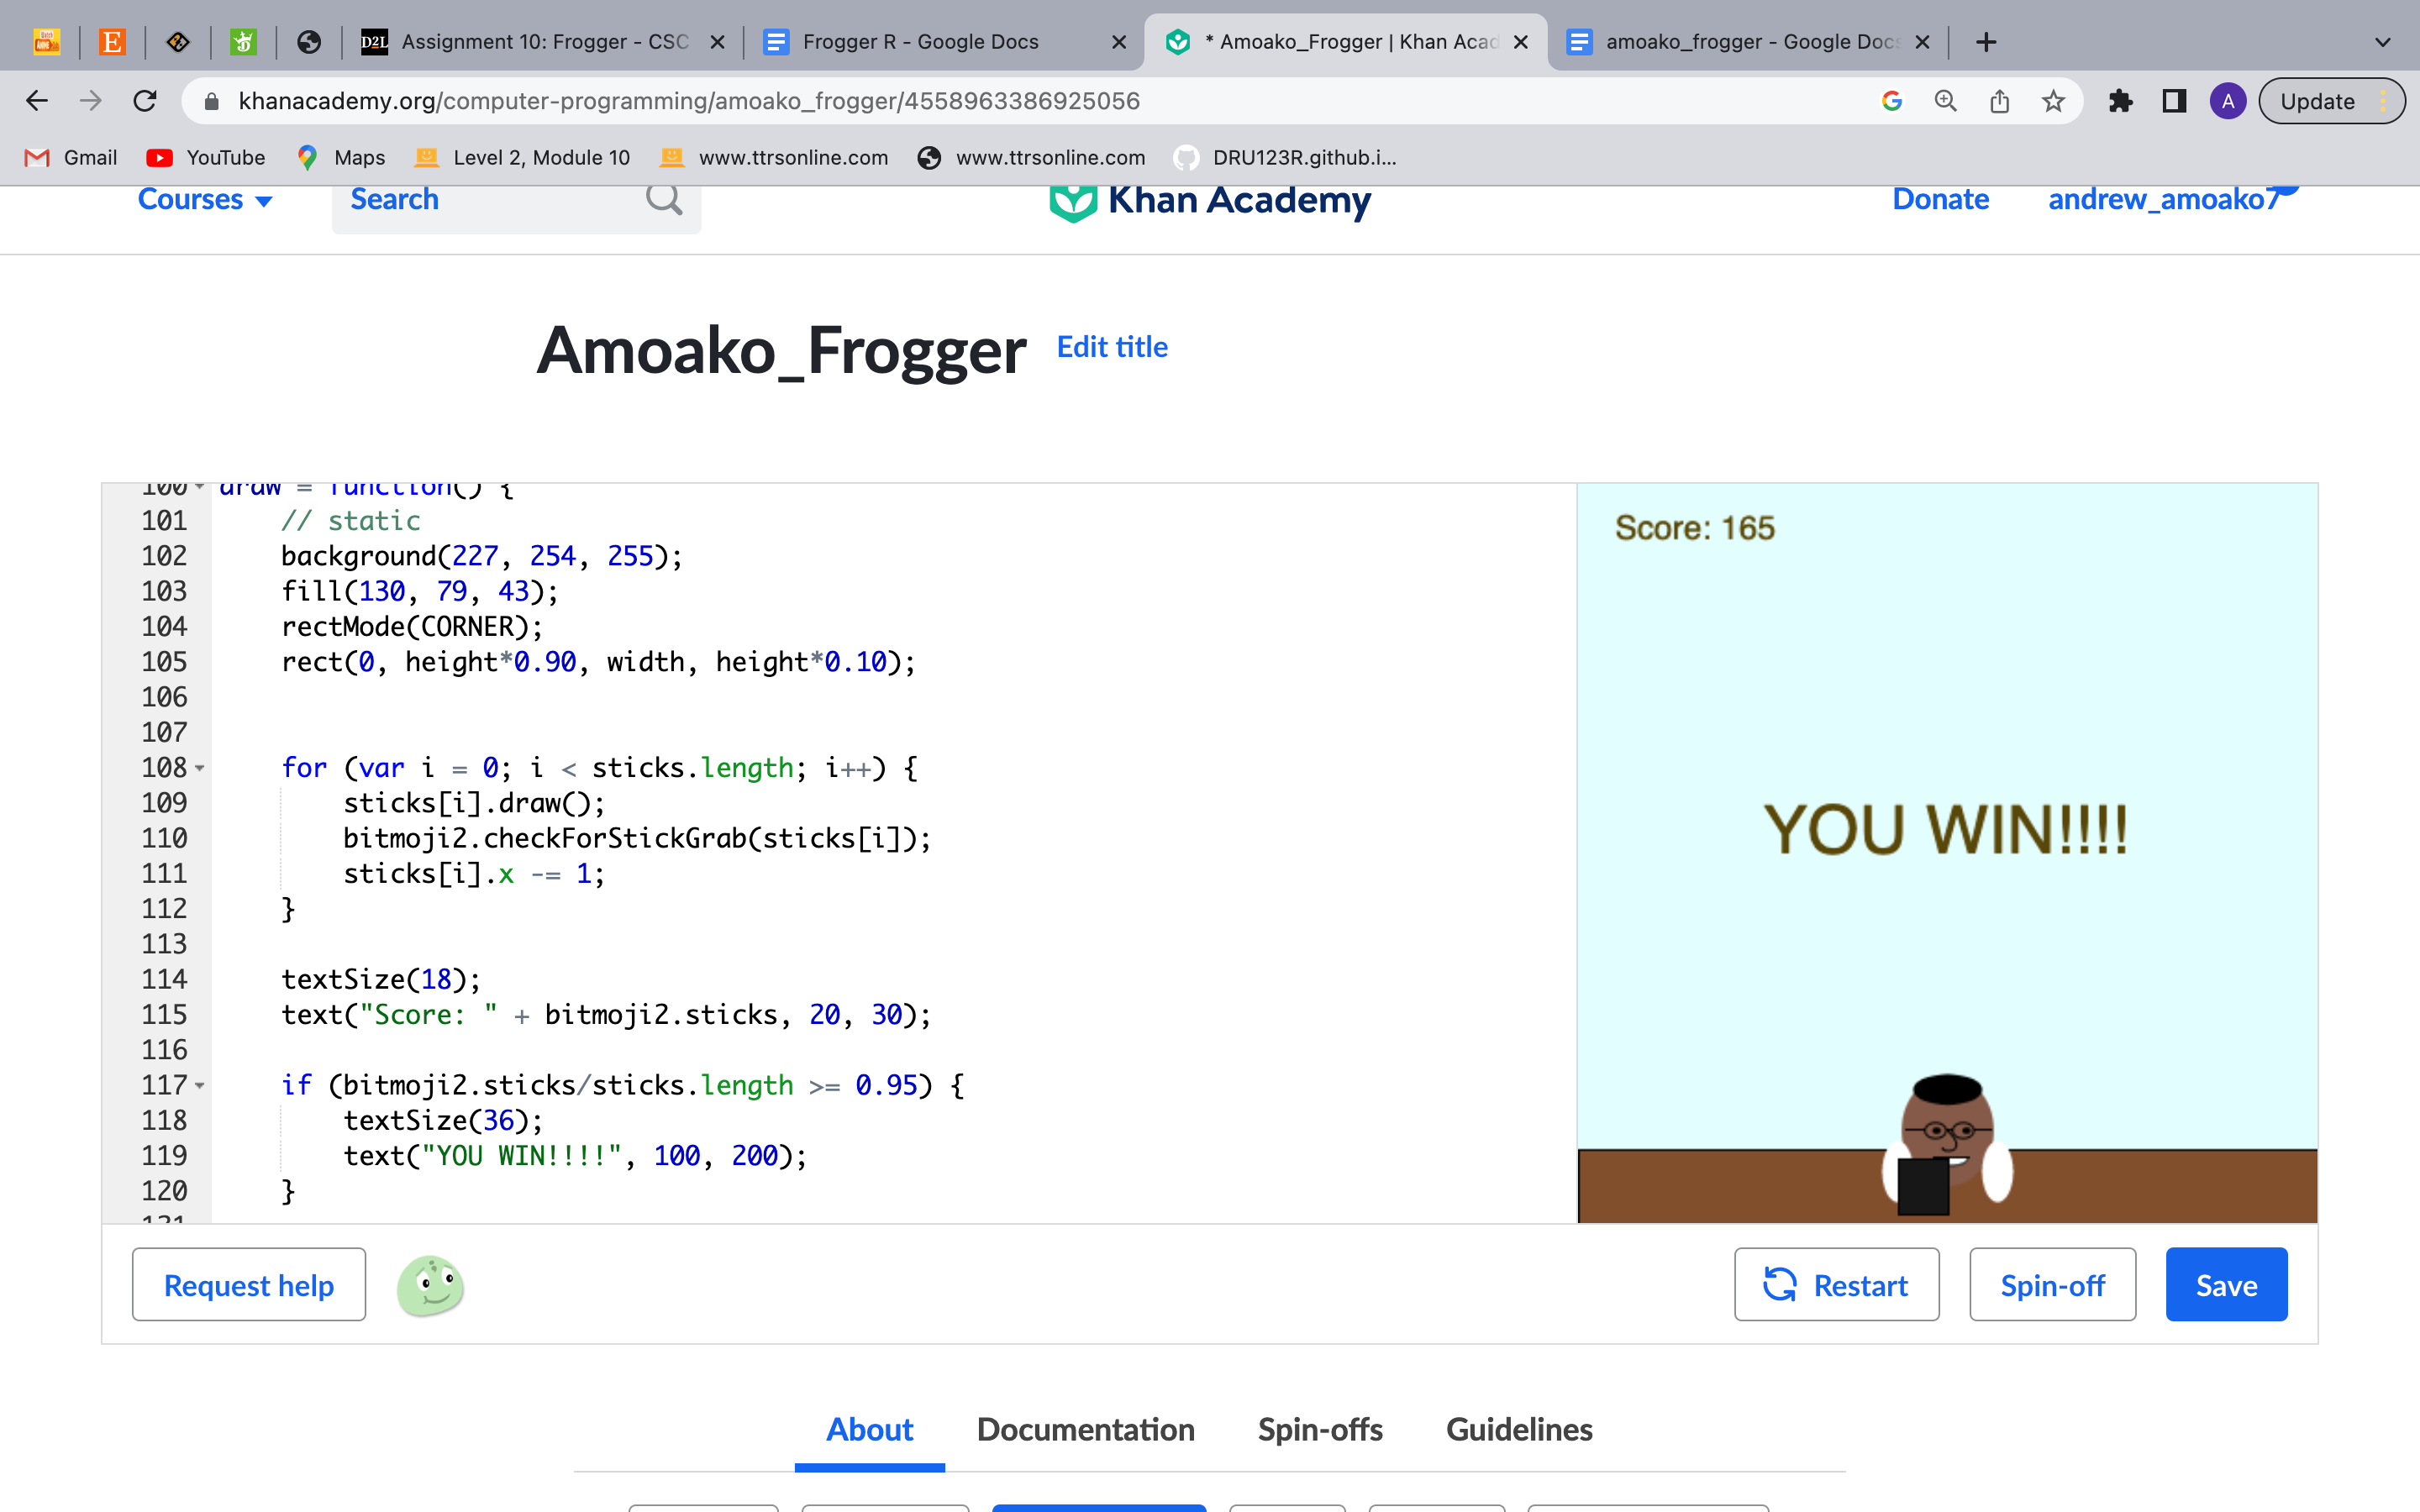 D2L Assignment 10: Frogger - CSC
Frogger R - Google Docs
* Amoako_Frogger | Khan Acad
amoako_frogger - Google Docs
khanacademy.org/computer-programming/amoako_frogger/4558963386925056
A
Update
Gmail
YouTube
Maps
Level 2, Module 10
www.ttrsonline.com
www.ttrsonline.com
DRU123R.github.i...
Courses
Search
Khan Academy
Donate
andrew_amoako7
Amoako_Frogger
Edit title
100 draw = function() {
101 // static
102 background(227, 254, 255);
103 fill(130, 79, 43);
104 rectMode(CORNER);
105 rect(0, height*0.90, width, height*0.10);
106
107
108 for (var i = 0; i < sticks.length; i++) {
109 sticks[i].draw();
110 bitmoji2.checkForStickGrab(sticks[i]);
111 sticks[i].x -= 1;
112 }
113
114 textSize(18);
115 text("Score: " + bitmoji2.sticks, 20, 30);
116
117 if (bitmoji2.sticks/sticks.length >= 0.95) {
118 textSize(36);
119 text("YOU WIN!!!!", 100, 200);
120 }
121
Score: 165
YOU WIN!!!!
Request help
Restart
Spin-off
Save
About
Documentation
Spin-offs
Guidelines